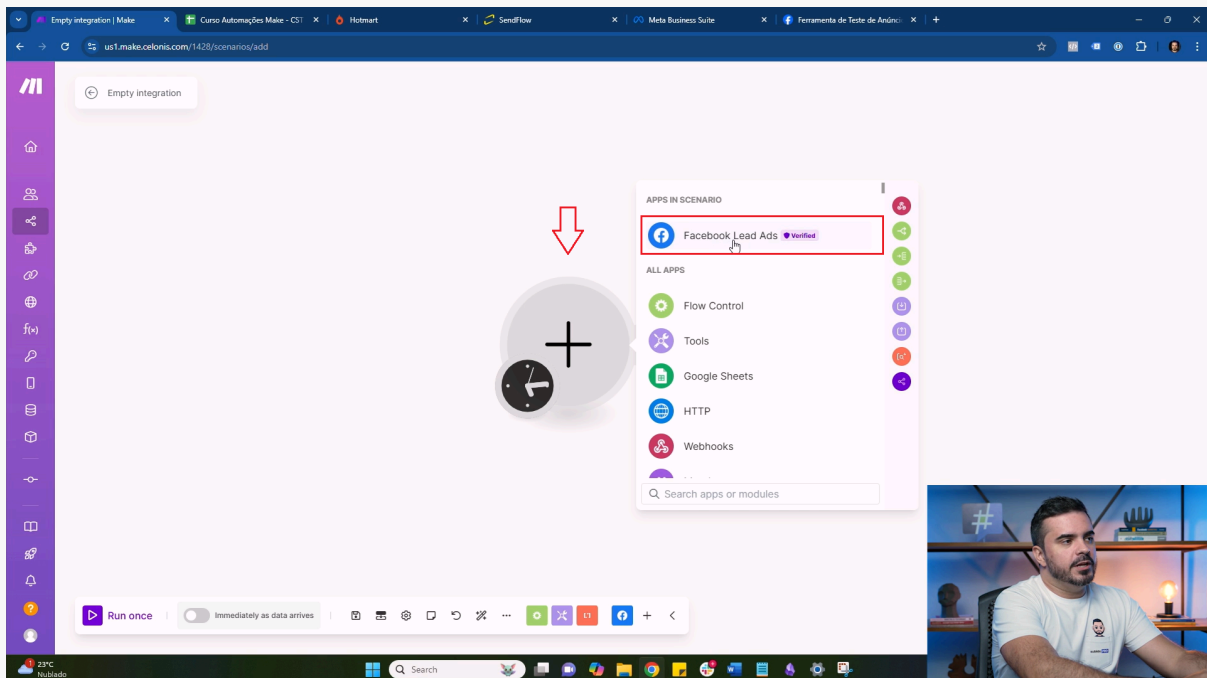 Empty integration | Make
Curso Automações Make - CST
Hotmart
SendFlow
Meta Business Suite
Ferramenta de Teste de Anúnci
us1.make.celonis.com/1428/scenarios/add
Empty integration
APPS IN SCENARIO
Facebook Lead Ads
Verified
ALL APPS
Flow Control
Tools
Google Sheets
HTTP
Webhooks
Search apps or modules
Run once
Immediately as data arrives
1
23°C
Nublado
Search